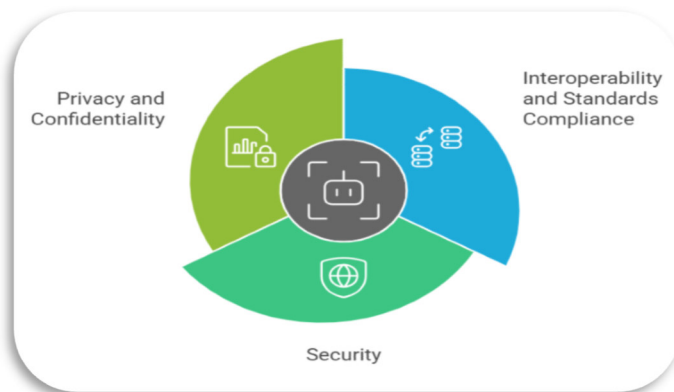 Privacy and
Confidentiality
Interoperability
and Standards
Compliance
Security